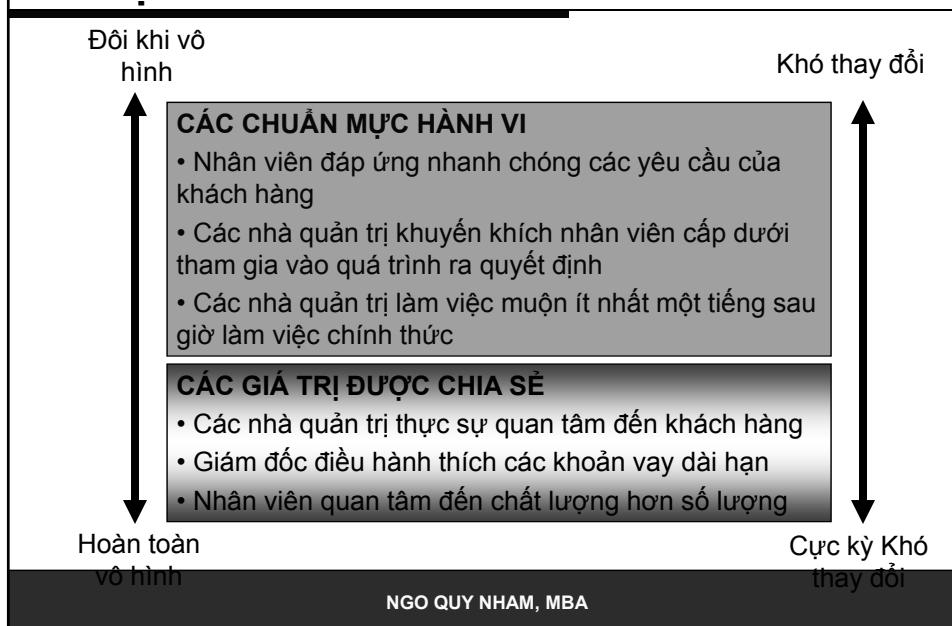 Đôi khi vô
hình
Khó thay đổi
CÁC CHUẨN MỰC HÀNH VI
• Nhân viên đáp ứng nhanh chóng các yêu cầu của
khách hàng
• Các nhà quản trị khuyến khích nhân viên cấp dưới
tham gia vào quá trình ra quyết định
• Các nhà quản trị làm việc muộn ít nhất một tiếng sau
giờ làm việc chính thức
CÁC GIÁ TRỊ ĐƯỢC CHIA SẺ
• Các nhà quản trị thực sự quan tâm đến khách hàng
• Giám đốc điều hành thích các khoản vay dài hạn
• Nhân viên quan tâm đến chất lượng hơn số lượng
Hoàn toàn
vô hình
Cực kỳ Khó
thay đổi
NGO QUY NHAM, MBA